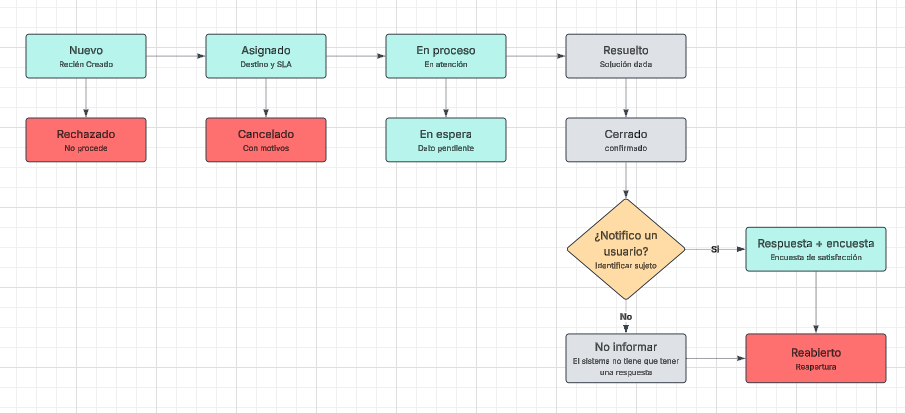 Nuevo
Recién Creado
Asignado
Destino y SLA
En proceso
En atención
Resuelto
Solución dada
Rechazado
No procede
Cancelado
Con motivos
En espera
Dato pendiente
Cerrado
confirmado
¿Notifico un
usuario?
Identificar sujeto
Si
Respuesta + encuesta
Encuesta de satisfacción
No
No informar
El sistema no tiene que tener
una respuesta
Reabierto
Reapertura